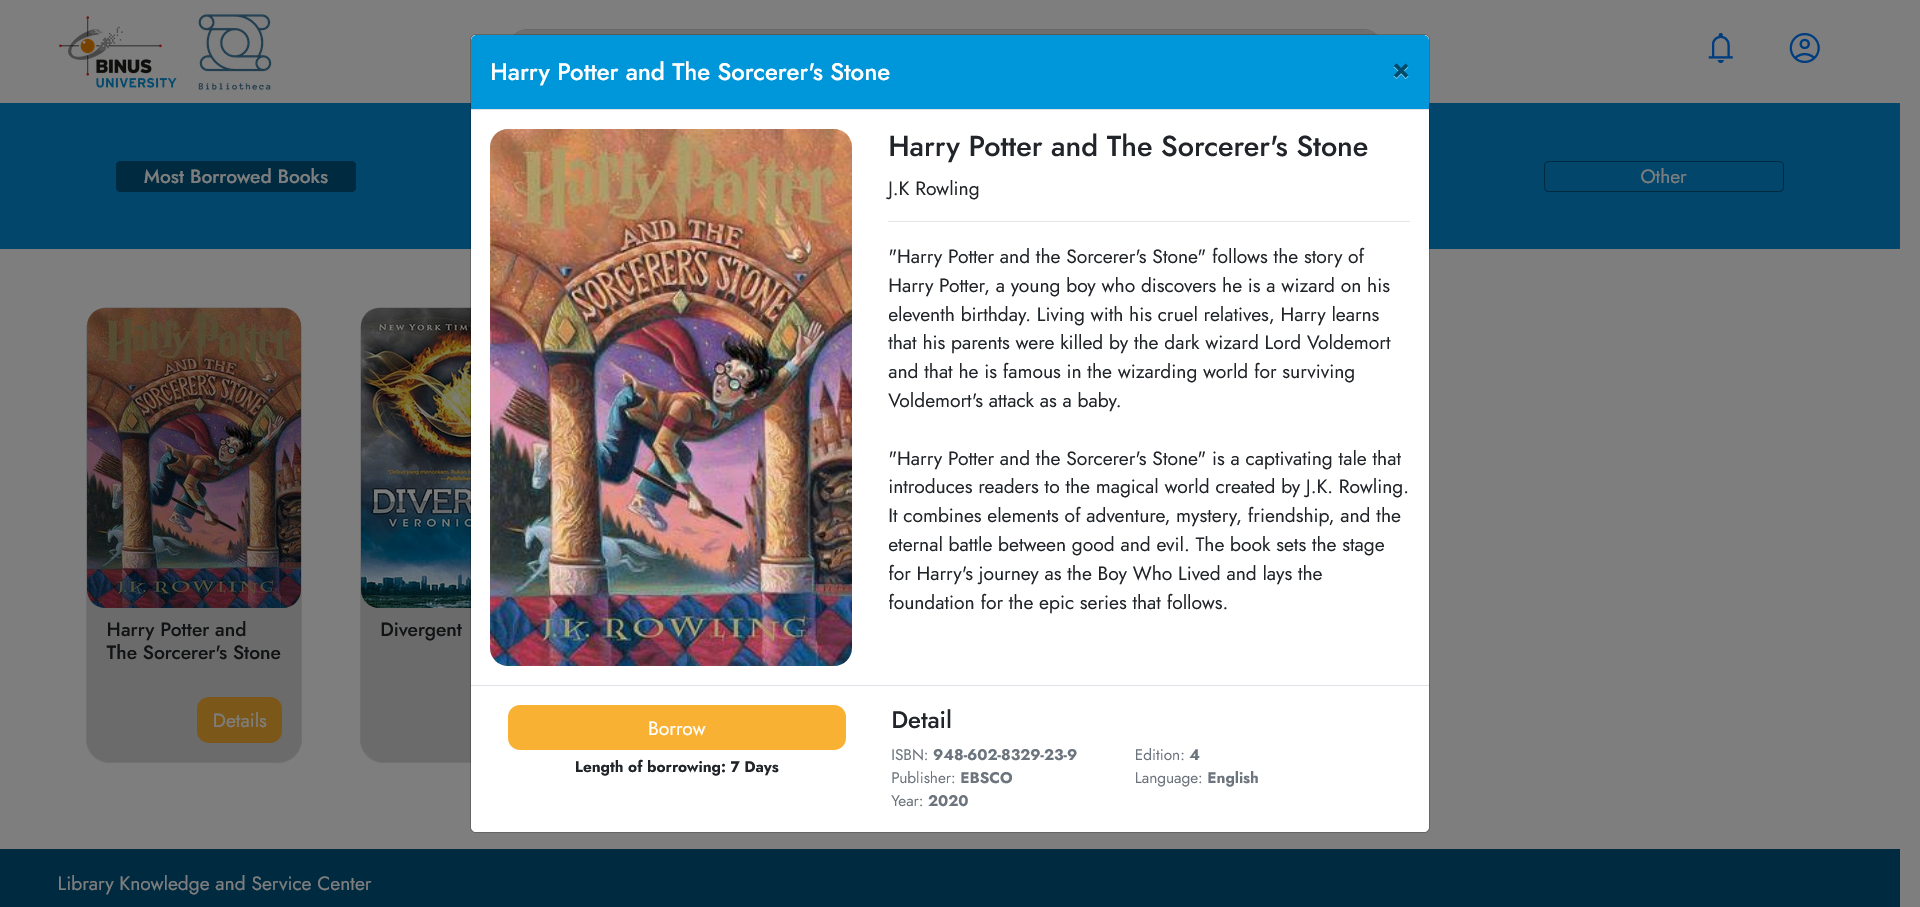 BINUS
UNIVERSITY
Bibliotheca
Most Borrowed Books
Other
Harry Potter and
The Sorcerer's Stone
Details
NEW YORK TIM
DIVER
VERONIC
Divergent
Harry Potter and The Sorcerer's Stone
×
Harry Potter
AND THE
SORCERER'S STONE
J.K. ROWLING
Harry Potter
AND THE
SORCERER'S STONE
J.K. ROWLING
Harry Potter and The Sorcerer's Stone
J.K Rowling
"Harry Potter and the Sorcerer's Stone" follows the story of
Harry Potter, a young boy who discovers he is a wizard on his
eleventh birthday. Living with his cruel relatives, Harry learns
that his parents were killed by the dark wizard Lord Voldemort
and that he is famous in the wizarding world for surviving
Voldemort's attack as a baby.
"Harry Potter and the Sorcerer's Stone" is a captivating tale that
introduces readers to the magical world created by J.K. Rowling.
It combines elements of adventure, mystery, friendship, and the
eternal battle between good and evil. The book sets the stage
for Harry's journey as the Boy Who Lived and lays the
foundation for the epic series that follows.
Borrow
Length of borrowing: 7 Days
Detail
ISBN: 948-602-8329-23-9
Publisher: EBSCO
Year: 2020
Edition: 4
Language: English
Library Knowledge and Service Center